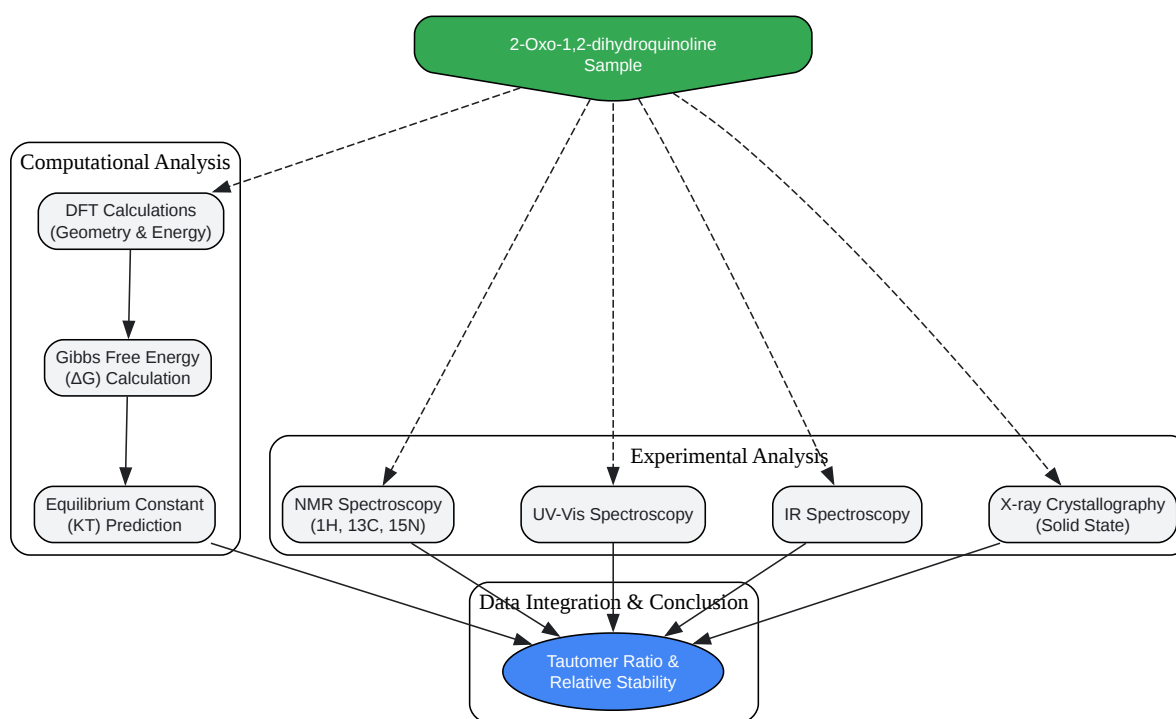 2-Oxo-1,2-dihydroquinoline
Sample
Computational Analysis
DFT Calculations
(Geometry & Energy)
Gibbs Free Energy
(ΔG) Calculation
Equilibrium Constant
(KT) Prediction
Experimental Analysis
NMR Spectroscopy
(1H, 13C, 15N)
UV-Vis Spectroscopy
IR Spectroscopy
X-ray Crystallography
(Solid State)
Data Integration & Conclusion
Tautomer Ratio &
Relative Stability